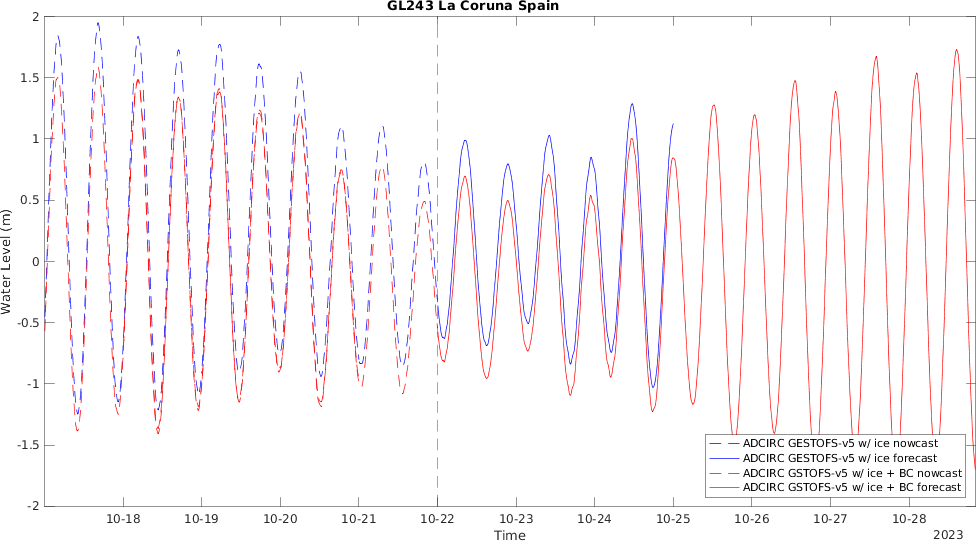 GL243 La Coruna Spain
Water Level (m)
2
1.5
1
0.5
0
-0.5
-1
-1.5
-2
ADCIRC GESTOFS-v5 w/ ice nowcast
ADCIRC GESTOFS-v5 w/ ice forecast
ADCIRC GSTOFS-v5 w/ ice + BC nowcast
ADCIRC GSTOFS-v5 w/ ice + BC forecast
10-18 10-19 10-20 10-21 10-22 10-23 10-24 10-25 10-26 10-27 10-28
Time
2023